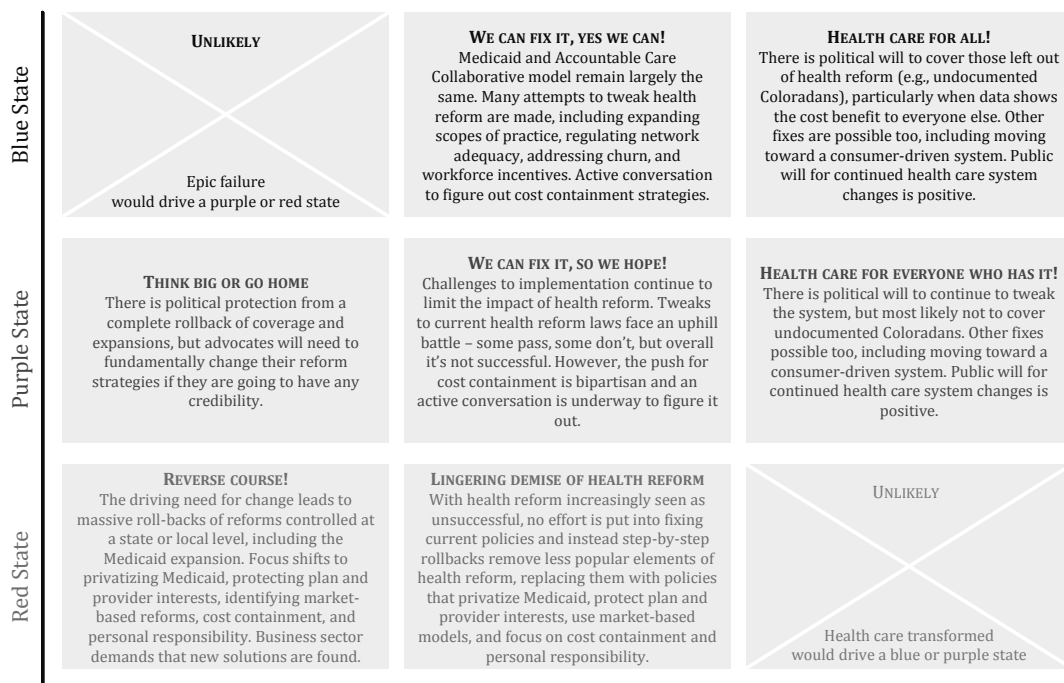 Blue State
UNLIKELY
Epic failure
would drive a purple or red state
WE CAN FIX IT, YES WE CAN!
Medicaid and Accountable Care
Collaborative model remain largely the
same. Many attempts to tweak health
reform are made, including expanding
scopes of practice, regulating network
adequacy, addressing churn, and
workforce incentives. Active conversation
to figure out cost containment strategies.
HEALTH CARE FOR ALL!
There is political will to cover those left out
of health reform (e.g., undocumented
Coloradans), particularly when data shows
the cost benefit to everyone else. Other
fixes are possible too, including moving
toward a consumer-driven system. Public
will for continued health care system
changes is positive.
Purple State
THINK BIG OR GO HOME
There is political protection from a
complete rollback of coverage and
expansions, but advocates will need to
fundamentally change their reform
strategies if they are going to have any
credibility.
WE CAN FIX IT, SO WE HOPE!
Challenges to implementation continue to
limit the impact of health reform. Tweaks
to current health reform laws face an uphill
battle – some pass, some don't, but overall
it's not successful. However, the push for
cost containment is bipartisan and an
active conversation is underway to figure it
out.
HEALTH CARE FOR EVERYONE WHO HAS IT!
There is political will to continue to tweak
the system, but most likely not to cover
undocumented Coloradans. Other fixes
possible too, including moving toward a
consumer-driven system. Public will for
continued health care system changes is
positive.
Red State
REVERSE COURSE!
The driving need for change leads to
massive roll-backs of reforms controlled at
a state or local level, including the
Medicaid expansion. Focus shifts to
privatizing Medicaid, protecting plan and
provider interests, identifying market-
based reforms, cost containment, and
personal responsibility. Business sector
demands that new solutions are found.
LINGERING DEMISE OF HEALTH REFORM
With health reform increasingly seen as
unsuccessful, no effort is put into fixing
current policies and instead step-by-step
rollbacks remove less popular elements of
health reform, replacing them with policies
that privatize Medicaid, protect plan and
provider interests, use market-based
models, and focus on cost containment and
personal responsibility.
UNLIKELY
Health care transformed
would drive a blue or purple state